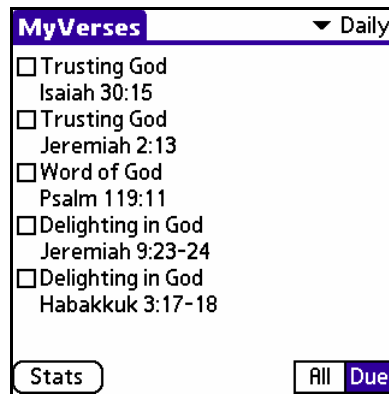 MyVerses Daily
Trusting God
Isaiah 30:15
Trusting God
Jeremiah 2:13
Word of God
Psalm 119:11
Delighting in God
Jeremiah 9:23-24
Delighting in God
Habakkuk 3:17-18
Stats All Due